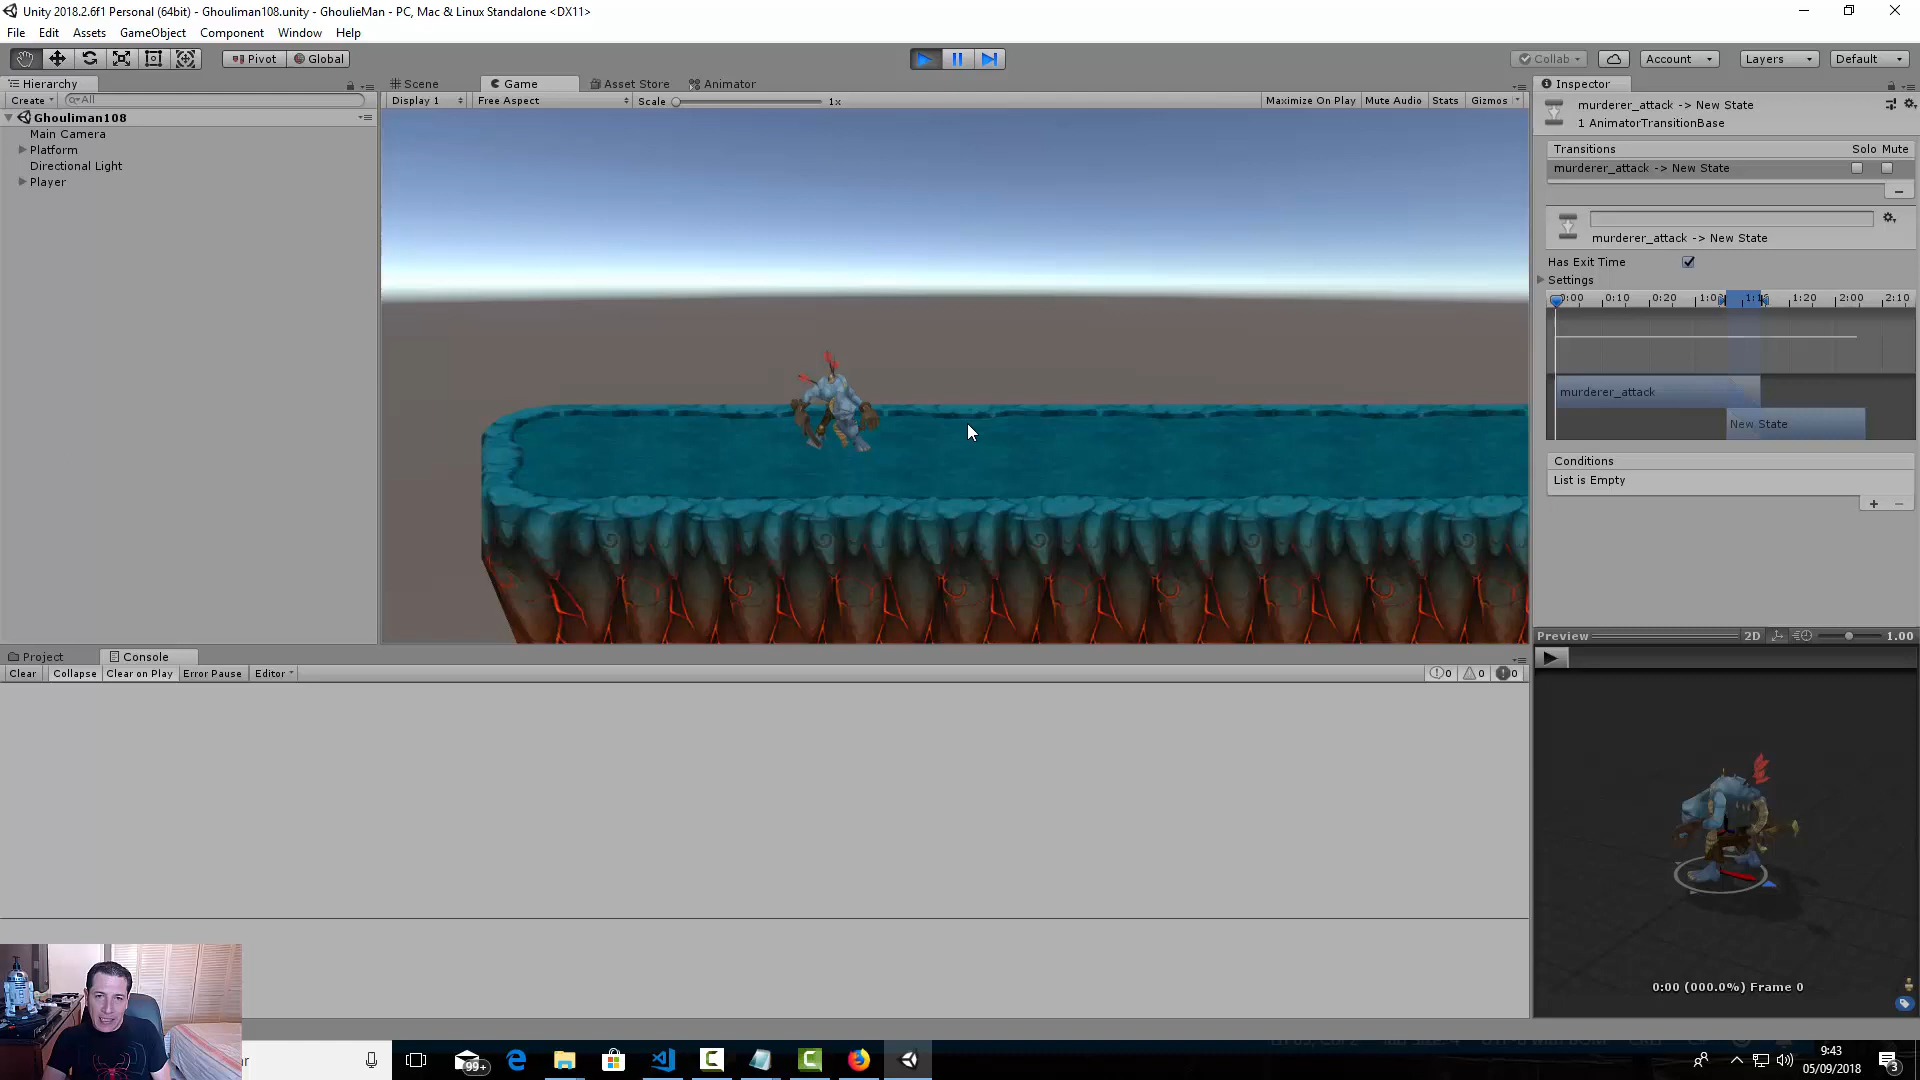 Unity 2018.2.6f1 Personal (64bit) - Ghouliman108.unity - GhoulieMan - PC, Mac & Linux Standalone <DX11>
File Edit Assets GameObject Component Window Help
Pivot Global Collab Account Layers Default
Hierarchy
Create All
Ghouliman108
Main Camera
Platform
Directional Light
Player
Scene Game Asset Store Animator
Display 1 Free Aspect Scale 1x Maximize On Play Mute Audio Stats Gizmos
Inspector
murderer_attack -> New State
1 AnimatorTransitionBase
Transitions Solo Mute
murderer_attack -> New State
murderer_attack -> New State
Has Exit Time
Settings
0:00 0:10 0:20 1:20 2:00 2:10
murderer_attack
New State
Conditions
List is Empty
Preview 2D 1.00
0:00 (000.0%) Frame 0
Project Console
Clear Collapse Clear on Play Error Pause Editor 0 0 0
99+
9:43
05/09/2018
3